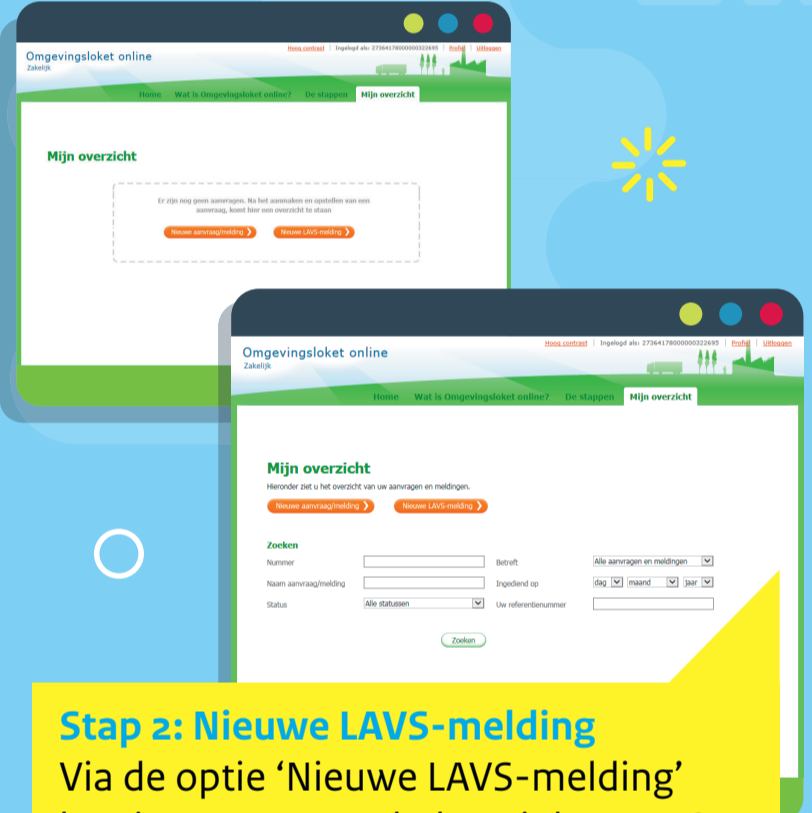 Omgevingsloket online
Zakelijk
Hoog contrast | Ingelogd als: 27364178000000322695 | Profiel | Uitloggen
Home Wat is Omgevingsloket online? De stappen Mijn overzicht
Mijn overzicht
Er zijn nog geen aanvragen. Na het aanmaken en opstellen van een
aanvraag, komt hier een overzicht te staan
Nieuwe aanvraag/melding Nieuwe LAVS-melding
Omgevingsloket online
Zakelijk
Hoog contrast | Ingelogd als: 27364178000000322695 | Profiel | Uitloggen
Home Wat is Omgevingsloket online? De stappen Mijn overzicht
Mijn overzicht
Hieronder ziet u het overzicht van uw aanvragen en meldingen.
Nieuwe aanvraag/melding Nieuwe LAVS-melding
Zoeken
Nummer Betreft Alle aanvragen en meldingen
Naam aanvraag/melding Ingediend op dag maand jaar
Status Alle statussen Uw referentienummer
Zoeken
Stap 2: Nieuwe LAVS-melding
Via de optie ‘Nieuwe LAVS-melding’